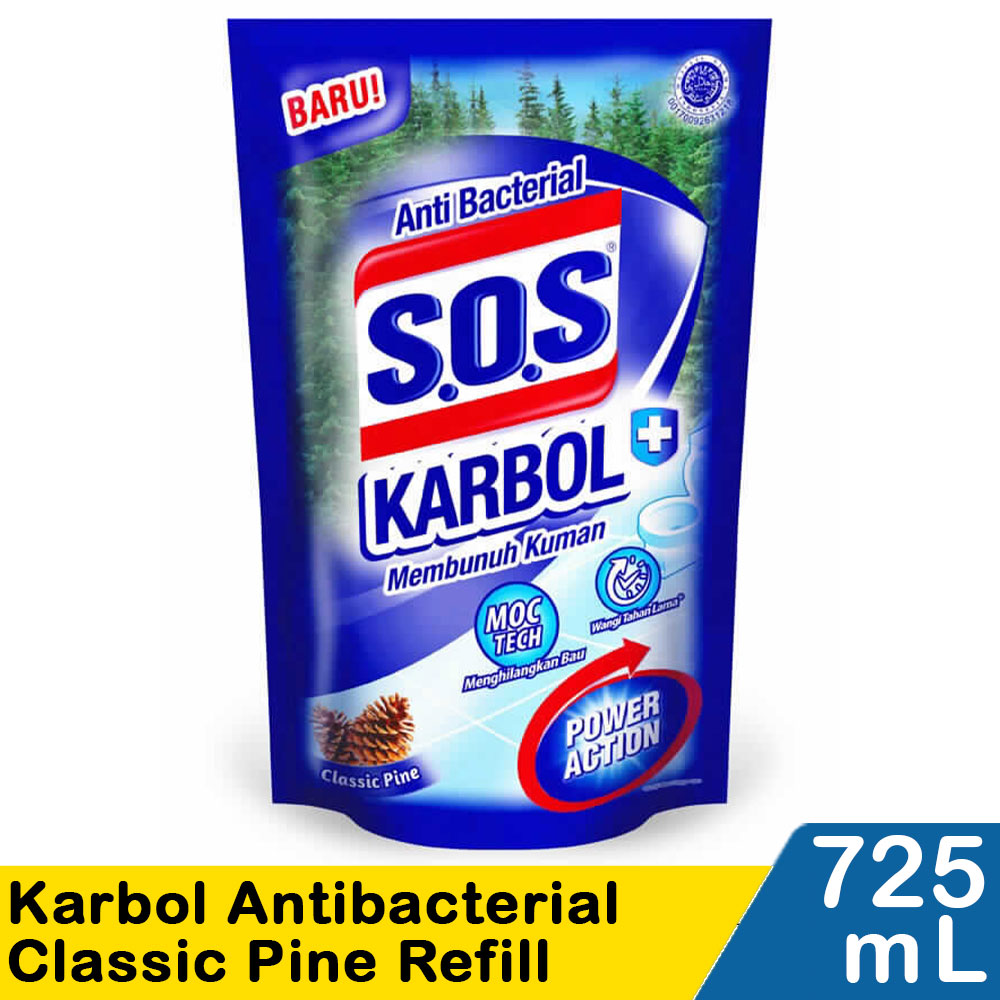 BARU!
00170092631217
Anti Bacterial
S.O.S®
KARBOL
Membunuh Kuman
MOC
TECH
Menghilangkan Bau
Wangi Tahan Lama*
POWER
ACTION
Classic Pine
Karbol Antibacterial
Classic Pine Refill
725
mL